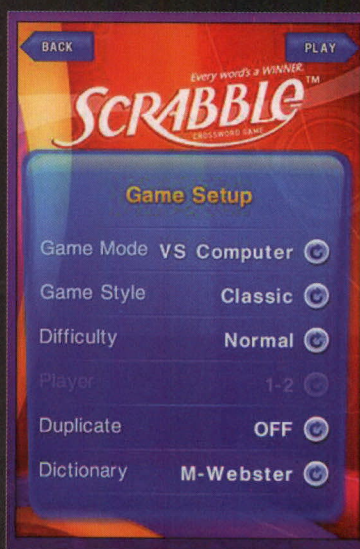 BACK
PLAY
Every word's a WINNER.
SCRABBLE™
CROSSWORD GAME
Game Setup
Game Mode VS Computer
Game Style Classic
Difficulty Normal
Player 1-2
Duplicate OFF
Dictionary M-Webster